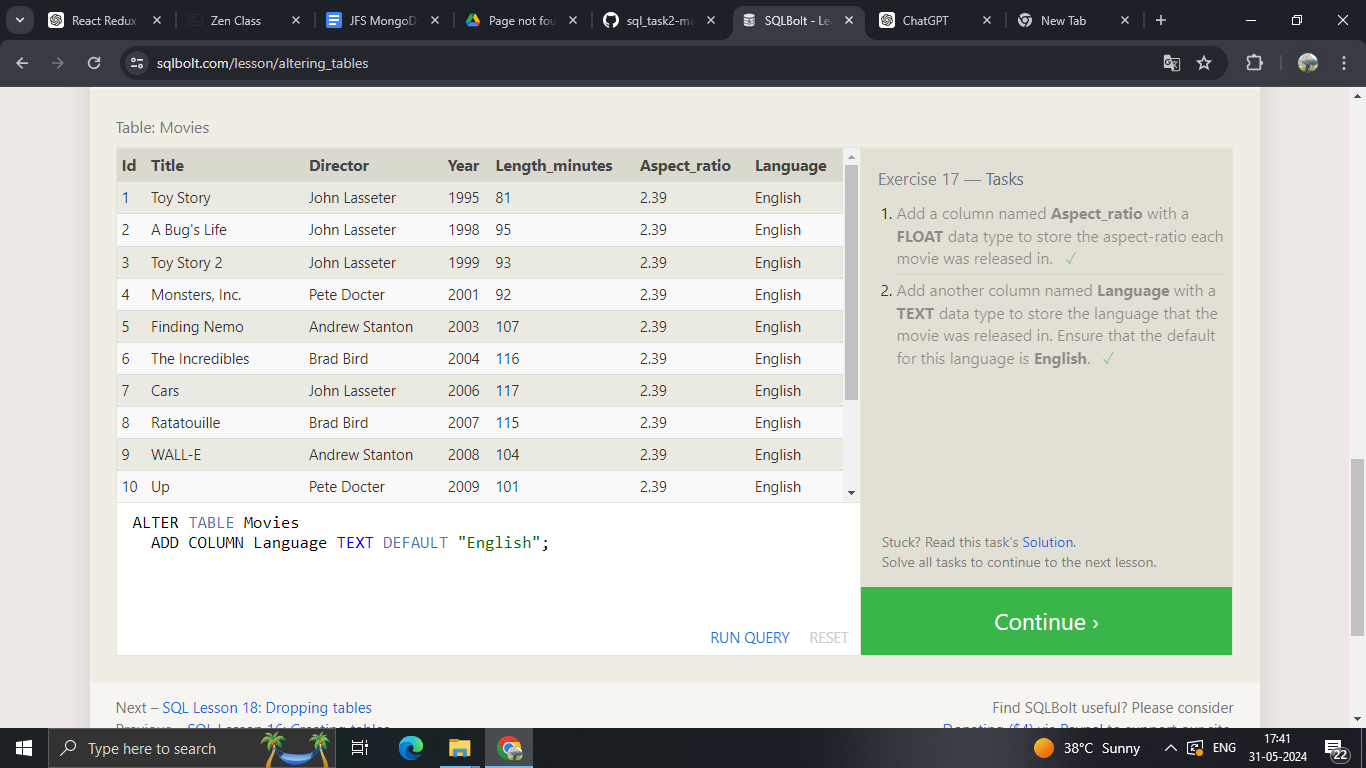 React Redux
Zen Class
JFS MongoD
Page not fou
sql_task2-ma
SQLBolt - Le
ChatGPT
New Tab
sqlbolt.com/lesson/altering_tables
Table: Movies
Id Title Director Year Length_minutes Aspect_ratio Language
1 Toy Story John Lasseter 1995 81 2.39 English
2 A Bug's Life John Lasseter 1998 95 2.39 English
3 Toy Story 2 John Lasseter 1999 93 2.39 English
4 Monsters, Inc. Pete Docter 2001 92 2.39 English
5 Finding Nemo Andrew Stanton 2003 107 2.39 English
6 The Incredibles Brad Bird 2004 116 2.39 English
7 Cars John Lasseter 2006 117 2.39 English
8 Ratatouille Brad Bird 2007 115 2.39 English
9 WALL-E Andrew Stanton 2008 104 2.39 English
10 Up Pete Docter 2009 101 2.39 English
ALTER TABLE Movies
ADD COLUMN Language TEXT DEFAULT "English";
RUN QUERY RESET
Exercise 17 — Tasks
1. Add a column named Aspect_ratio with a
FLOAT data type to store the aspect-ratio each
movie was released in. ✓
2. Add another column named Language with a
TEXT data type to store the language that the
movie was released in. Ensure that the default
for this language is English. ✓
Stuck? Read this task's Solution.
Solve all tasks to continue to the next lesson.
Continue ›
Next – SQL Lesson 18: Dropping tables
Previous – SQL Lesson 16: Creating tables
Find SQLBolt useful? Please consider
Donating ($4) via Paypal to support our site.
Type here to search
38°C Sunny
ENG
17:41
31-05-2024
22